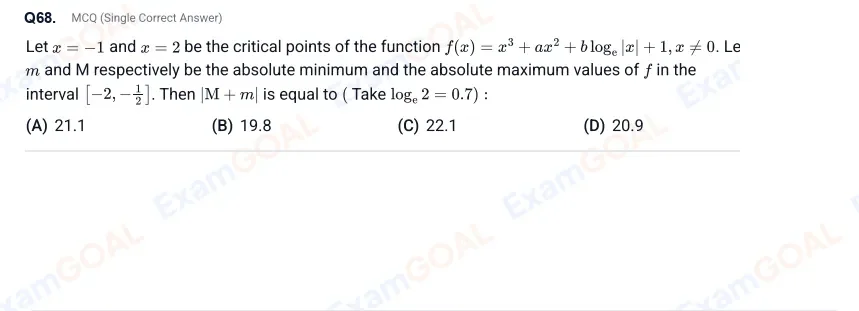 Q68. MCQ (Single Correct Answer)
Let x = −1 and x = 2 be the critical points of the function f(x) = x³ + ax² + b logₑ |x| + 1, x ≠ 0. Le
m and M respectively be the absolute minimum and the absolute maximum values of f in the
interval [−2, −1/2]. Then |M + m| is equal to ( Take logₑ 2 = 0.7) :
(A) 21.1 (B) 19.8 (C) 22.1 (D) 20.9
ExamGOAL
ExamGOAL
ExamGOAL